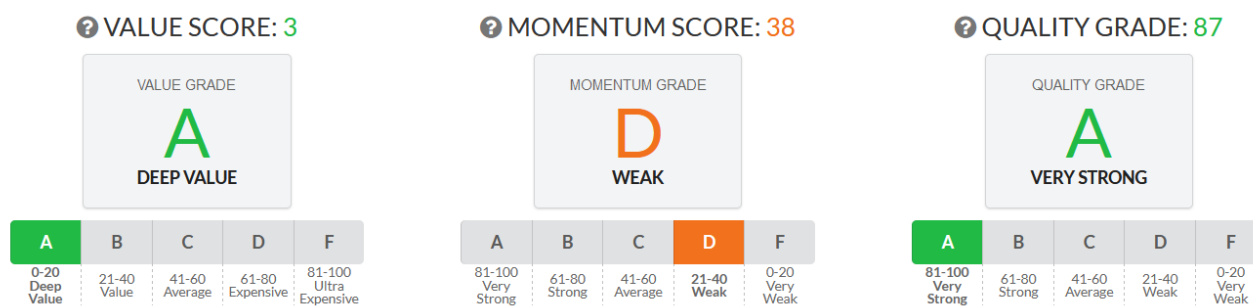 ? VALUE SCORE: 3
VALUE GRADE
A
DEEP VALUE
A B C D F
0-20 Deep Value
21-40 Value
41-60 Average
61-80 Expensive
81-100 Ultra Expensive
? MOMENTUM SCORE: 38
MOMENTUM GRADE
D
WEAK
A B C D F
81-100 Very Strong
61-80 Strong
41-60 Average
21-40 Weak
0-20 Very Weak
? QUALITY GRADE: 87
QUALITY GRADE
A
VERY STRONG
A B C D F
81-100 Very Strong
61-80 Strong
41-60 Average
21-40 Weak
0-20 Very Weak